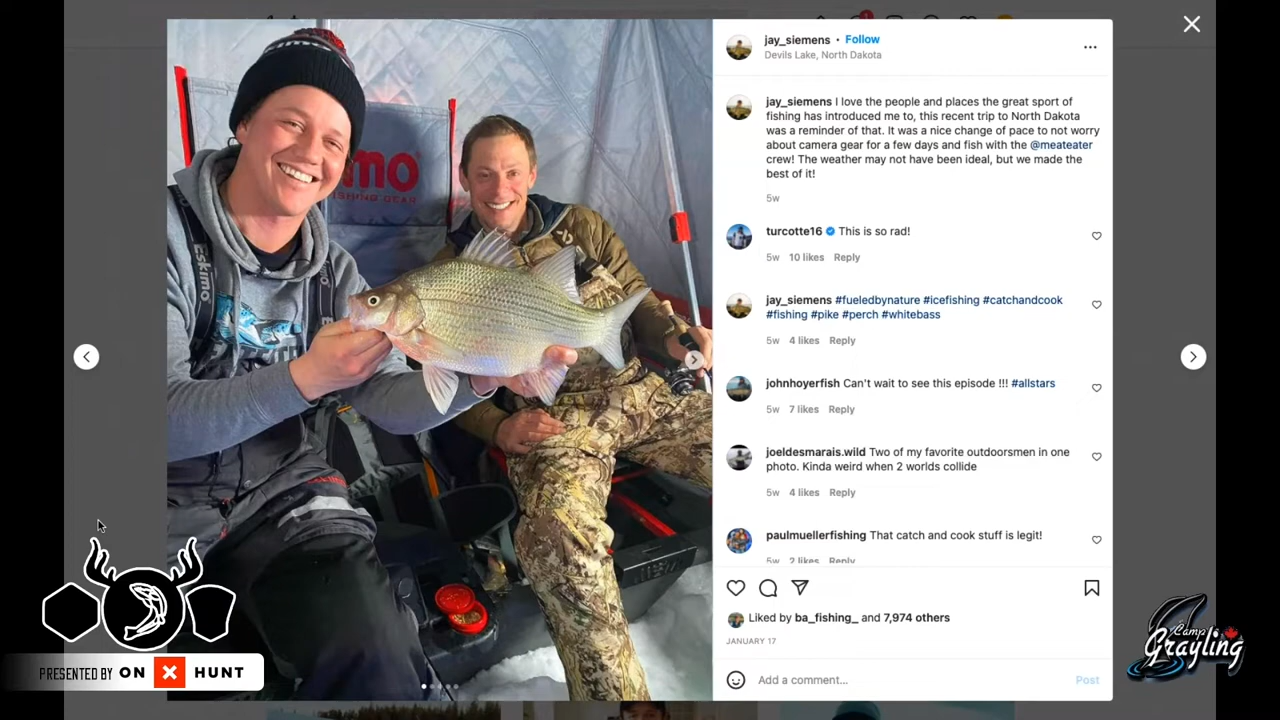 jay_siemens • Follow
Devils Lake, North Dakota
jay_siemens I love the people and places the great sport of
fishing has introduced me to, this recent trip to North Dakota
was a reminder of that. It was a nice change of pace to not worry
about camera gear for a few days and fish with the @meateater
crew! The weather may not have been ideal, but we made the
best of it!
5w
turcotte16 This is so rad!
5w 10 likes Reply
jay_siemens #fueledbynature #icefishing #catchandcook
#fishing #pike #perch #whitebass
5w 4 likes Reply
johnhoyerfish Can't wait to see this episode !!! #allstars
5w 7 likes Reply
joeldesmarais.wild Two of my favorite outdoorsmen in one
photo. Kinda weird when 2 worlds collide
5w 4 likes Reply
paulmuellerfishing That catch and cook stuff is legit!
5w 2 likes Reply
Liked by ba_fishing_ and 7,974 others
JANUARY 17
Add a comment... Post
mo
FISHING GEAR
ESKIMO
PRESENTED BY ON X HUNT
Camp
Grayling